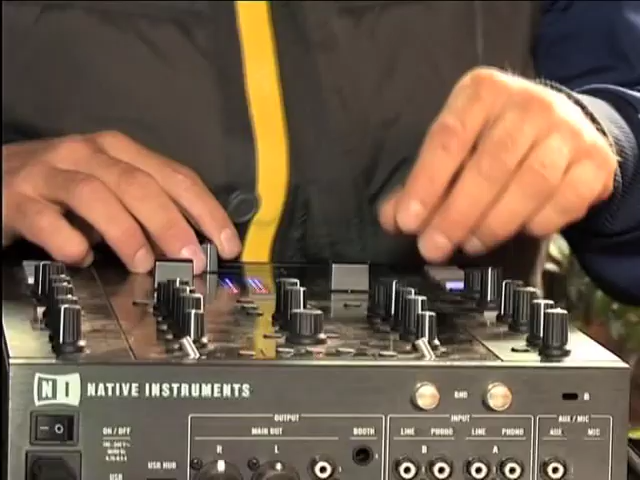 NI NATIVE INSTRUMENTS
ON / OFF
OUTPUT
MAIN OUT
BOOTH
R
L
USB HUB
USB
GND
INPUT
LINE PHONO LINE PHONO
B
A
AUX / MIC
AUX MIC